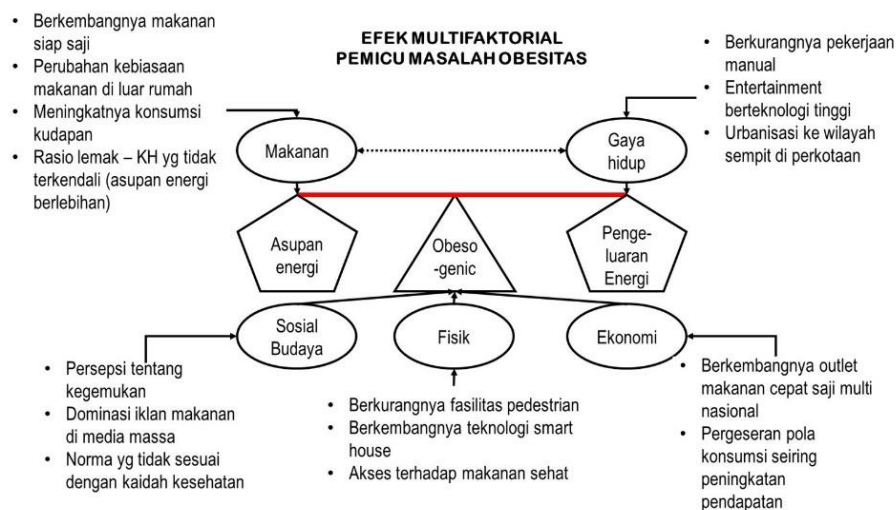 EFEK MULTIFAKTORIAL
PEMICU MASALAH OBESITAS
• Berkembangnya makanan
siap saji
• Perubahan kebiasaan
makanan di luar rumah
• Meningkatnya konsumsi
kudapan
• Rasio lemak – KH yg tidak
terkendali (asupan energi
berlebihan)
• Berkurangnya pekerjaan
manual
• Entertainment
berteknologi tinggi
• Urbanisasi ke wilayah
sempit di perkotaan
Makanan
Gaya
hidup
Asupan
energi
Obeso
-genic
Penge-
luaran
Energi
Sosial
Budaya
Fisik
Ekonomi
• Persepsi tentang
kegemukan
• Dominasi iklan makanan
di media massa
• Norma yg tidak sesuai
dengan kaidah kesehatan
• Berkurangnya fasilitas pedestrian
• Berkembangnya teknologi smart
house
• Akses terhadap makanan sehat
• Berkembangnya outlet
makanan cepat saji multi
nasional
• Pergeseran pola
konsumsi seiring
peningkatan
pendapatan